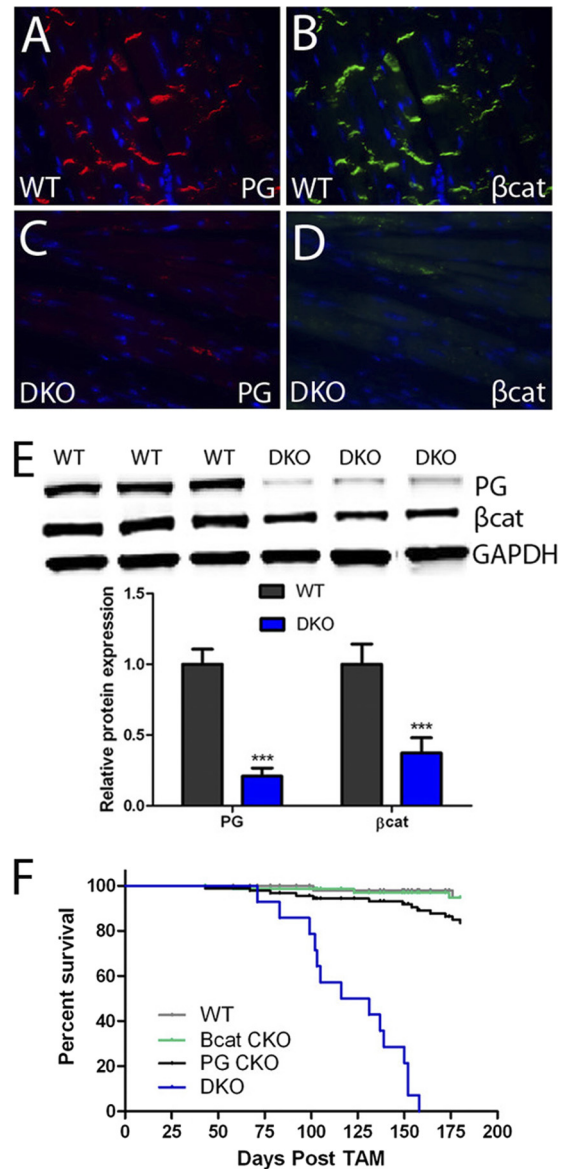 A
WT PG
B
WT βcat
C
DKO PG
D
DKO βcat
E
WT WT WT DKO DKO DKO
PG
βcat
GAPDH
WT
DKO
Relative protein expression
1.5
1.0
0.5
0.0
***
***
PG βcat
F
Percent survival
100
80
60
40
20
0
WT
Bcat CKO
PG CKO
DKO
0 25 50 75 100 125 150 175 200
Days Post TAM